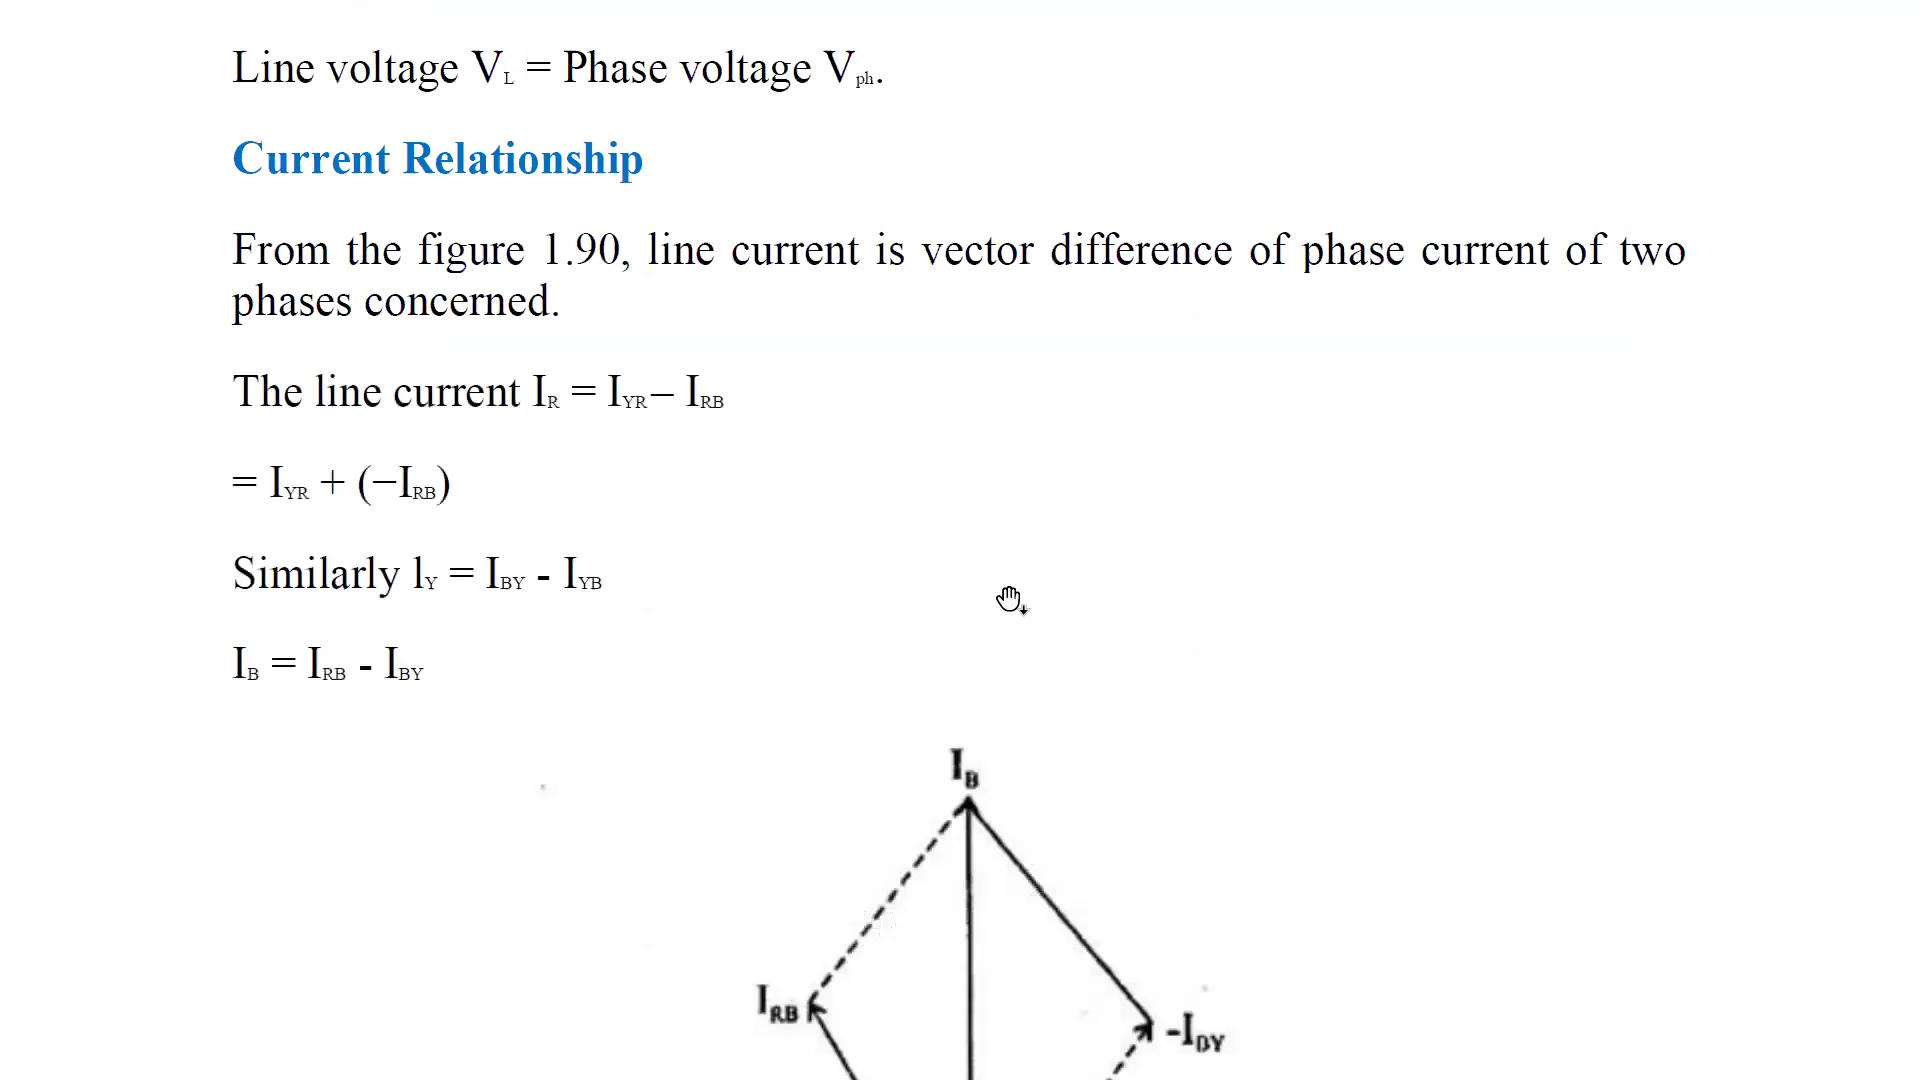 Line voltage VL = Phase voltage Vph.
Current Relationship
From the figure 1.90, line current is vector difference of phase current of two
phases concerned.
The line current IR = IYR– IRB
= IYR + (−IRB)
Similarly lY = IBY - IYB
IB = IRB - IBY
IB
IRB
-IBY